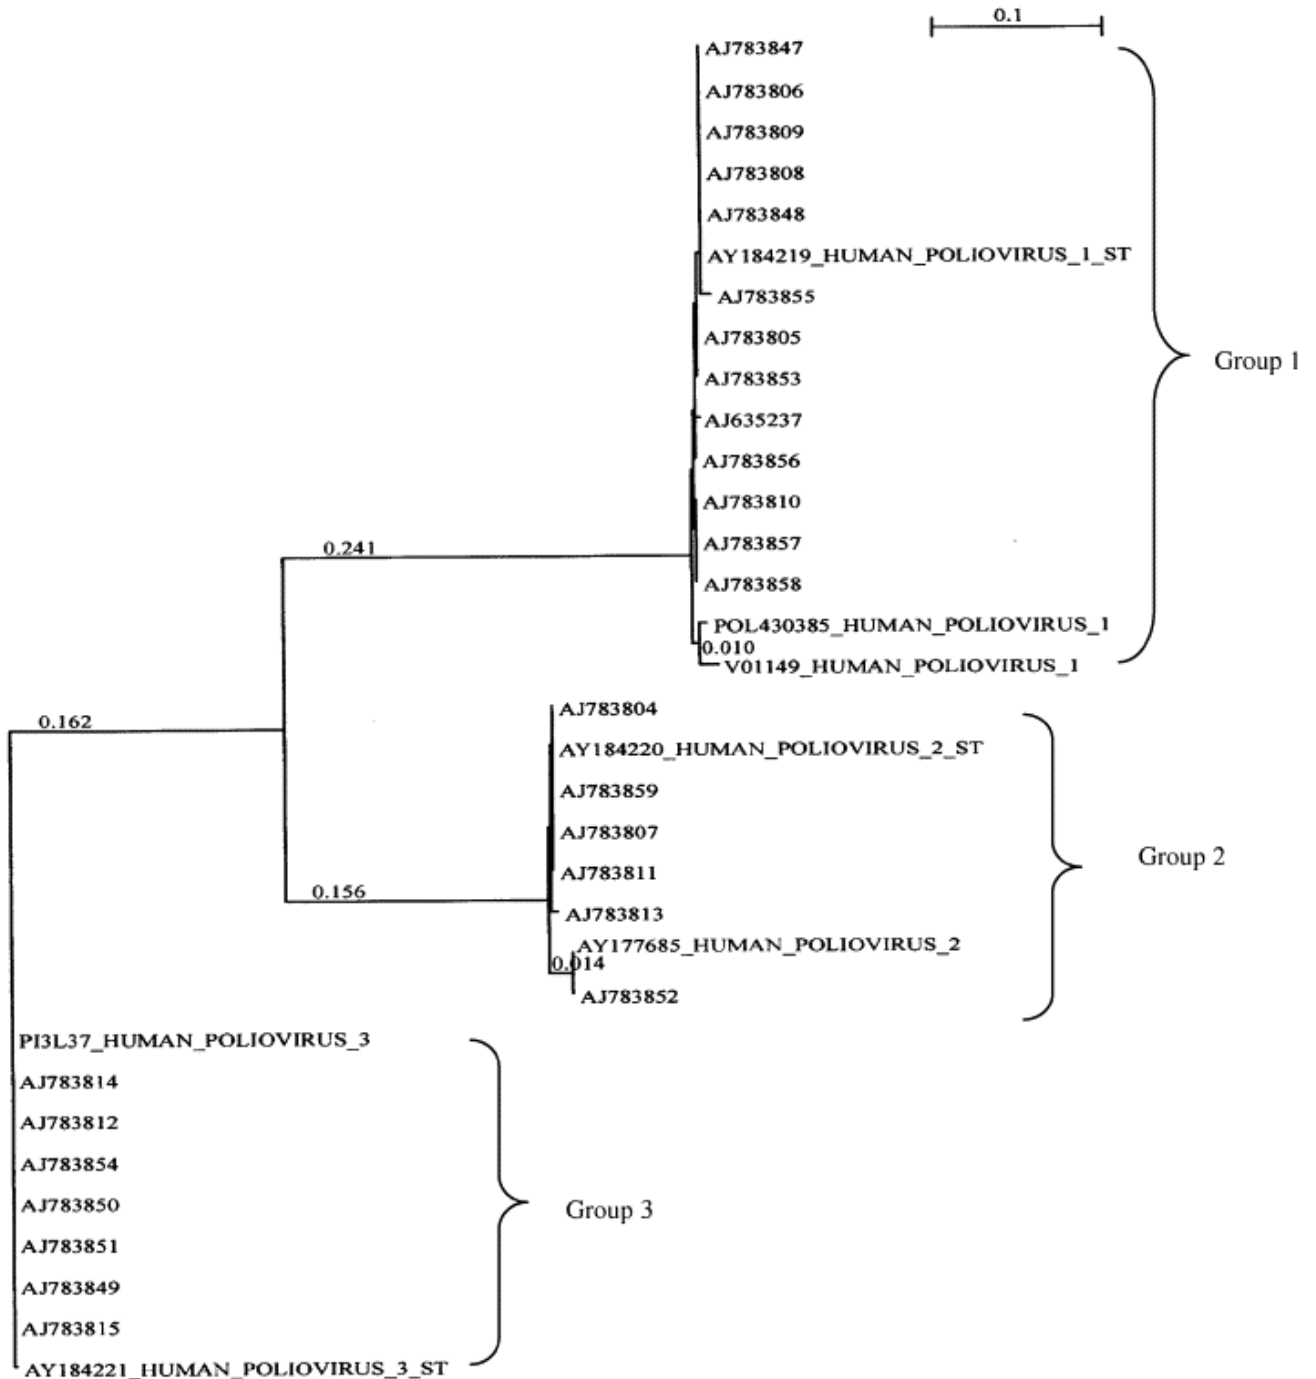 0.1
AJ783847
AJ783806
AJ783809
AJ783808
AJ783848
AY184219_HUMAN_POLIOVIRUS_1_ST
AJ783855
AJ783805
AJ783853
AJ635237
AJ783856
AJ783810
AJ783857
AJ783858
POL430385_HUMAN_POLIOVIRUS_1
0.010
V01149_HUMAN_POLIOVIRUS_1
Group 1
0.241
0.162
AJ783804
AY184220_HUMAN_POLIOVIRUS_2_ST
AJ783859
AJ783807
AJ783811
AJ783813
AY177685_HUMAN_POLIOVIRUS_2
0.014
AJ783852
Group 2
0.156
PI3L37_HUMAN_POLIOVIRUS_3
AJ783814
AJ783812
AJ783854
AJ783850
AJ783851
AJ783849
AJ783815
AY184221_HUMAN_POLIOVIRUS_3_ST
Group 3